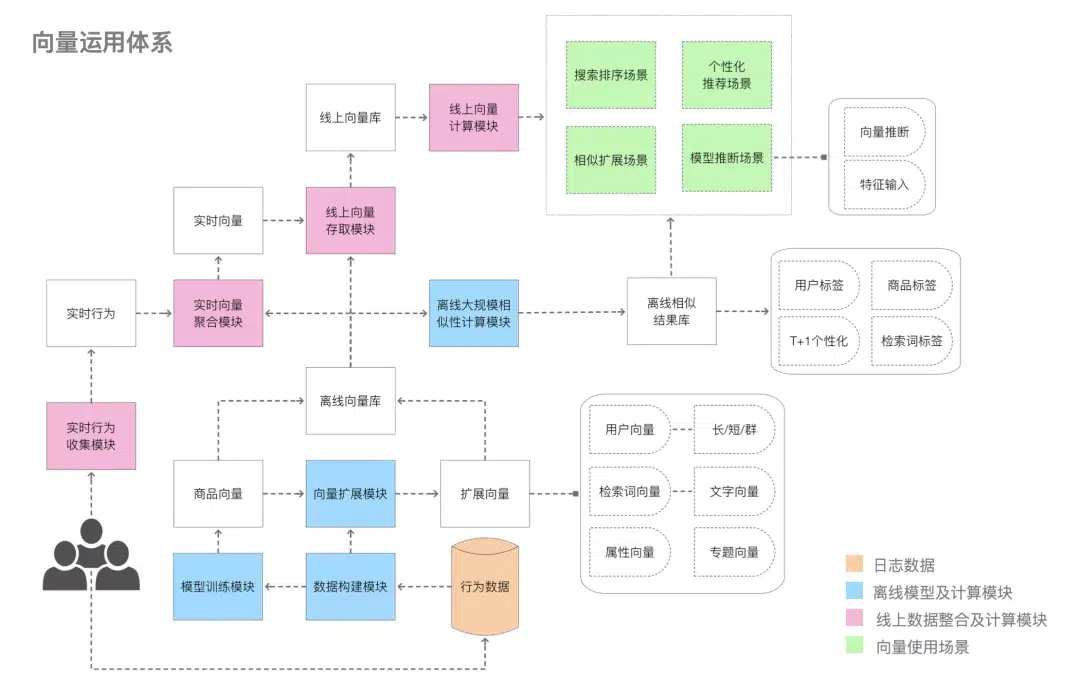 向量运用体系
搜索排序场景
个性化
推荐场景
线上向量库
线上向量
计算模块
相似扩展场景
模型推断场景
向量推断
特征输入
实时向量
线上向量
存取模块
实时行为
实时向量
聚合模块
离线大规模相
似性计算模块
离线相似
结果库
用户标签
商品标签
T+1个性化
检索词标签
离线向量库
实时行为
收集模块
用户向量
长/短/群
商品向量
向量扩展模块
扩展向量
检索词向量
文字向量
属性向量
专题向量
模型训练模块
数据构建模块
行为数据
日志数据
离线模型及计算模块
线上数据整合及计算模块
向量使用场景